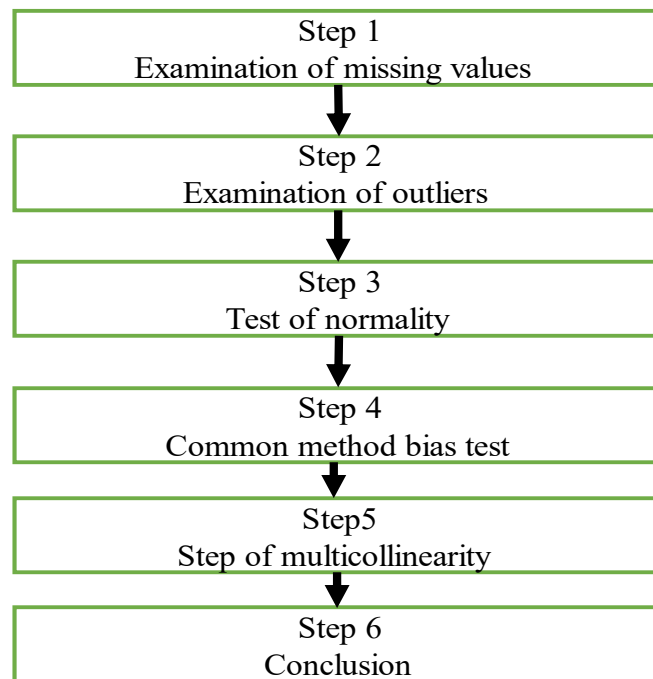 Step 1
Examination of missing values
Step 2
Examination of outliers
Step 3
Test of normality
Step 4
Common method bias test
Step5
Step of multicollinearity
Step 6
Conclusion